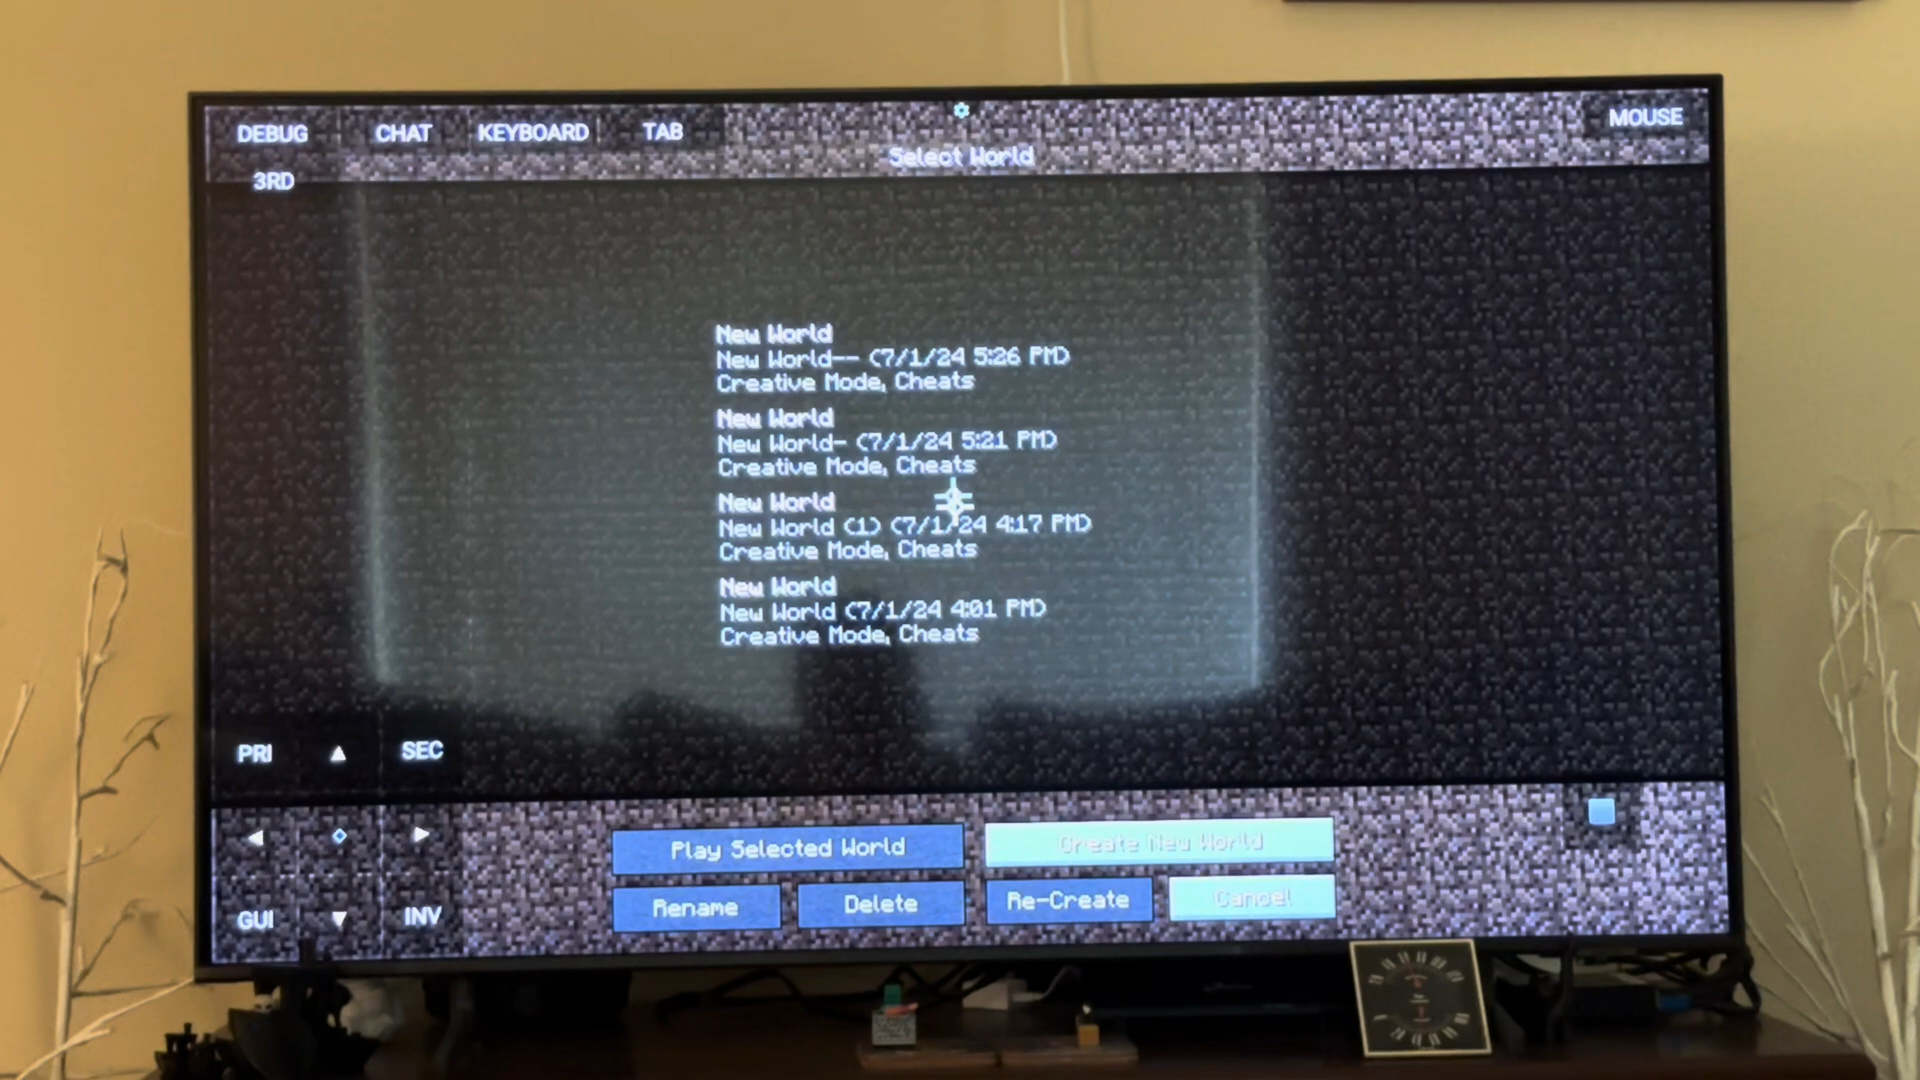 DEBUG CHAT KEYBOARD TAB MOUSE
Select World
3RD
New World
New World-- (7/1/24 5:26 PM)
Creative Mode, Cheats
New World
New World- (7/1/24 5:21 PM)
Creative Mode, Cheats
New World
New World (1) (7/1/24 4:17 PM)
Creative Mode, Cheats
New World
New World (7/1/24 4:01 PM)
Creative Mode, Cheats
PRI ▲ SEC
◀ ◇ ▶
Play Selected World Create New World
GUI ▼ INV
Rename Delete Re-Create Cancel